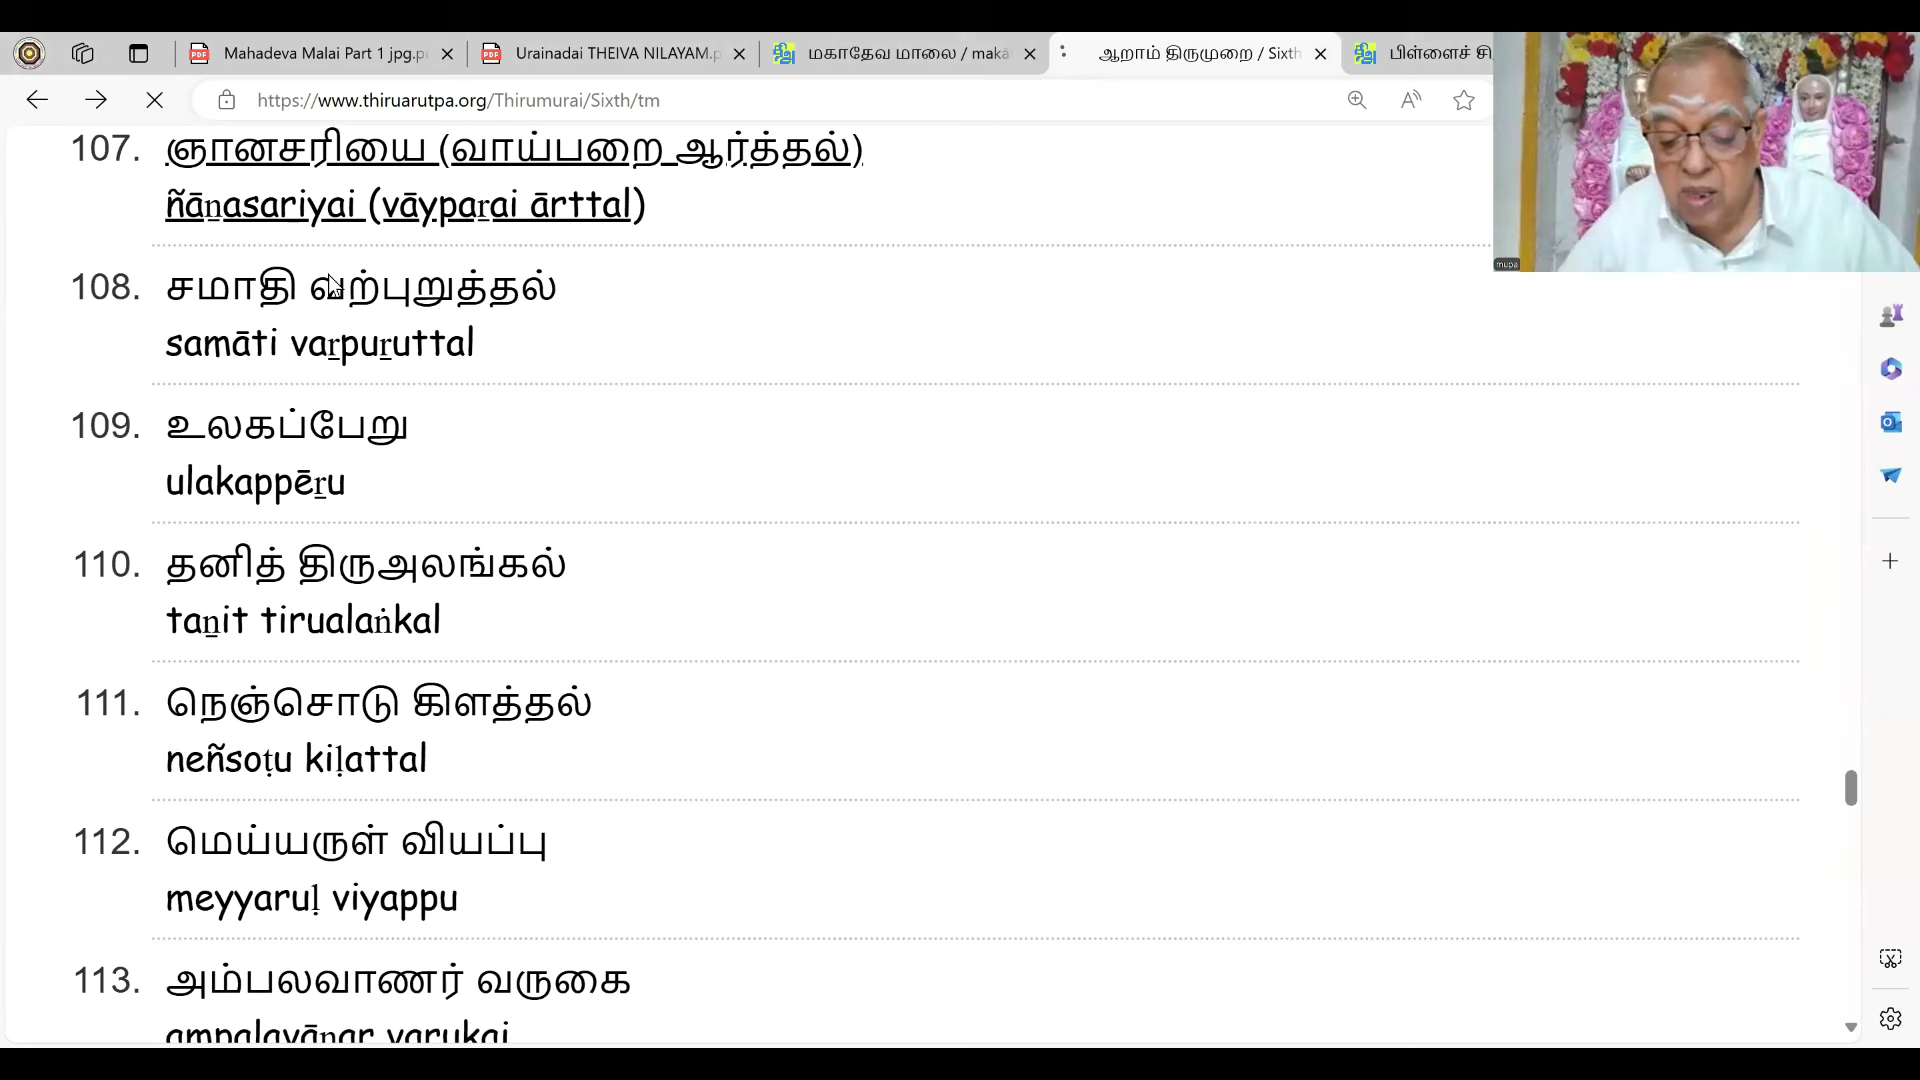 Mahadeva Malai Part 1 jpg.p
Urainadai THEIVA NILAYAM.p
மகாதேவ மாலை / maká
ஆறாம் திருமுறை / Sixth
பிள்ளைச் சி
https://www.thiruarutpa.org/Thirumurai/Sixth/tm
107. ஞானசரியை (வாய்பறை ஆர்த்தல்)
ñāṉasariyai (vāypaṟai ārttal)
108. சமாதி வற்புறுத்தல்
samāti vaṟpuṟuttal
109. உலகப்பேறு
ulakappēṟu
110. தனித் திருஅலங்கல்
taṉit tirualaṅkal
111. நெஞ்சொடு கிளத்தல்
neñsoṭu kiḷattal
112. மெய்யருள் வியப்பு
meyyaruḷ viyappu
113. அம்பலவாணர் வருகை
ampalavāṇar varukai
mupa